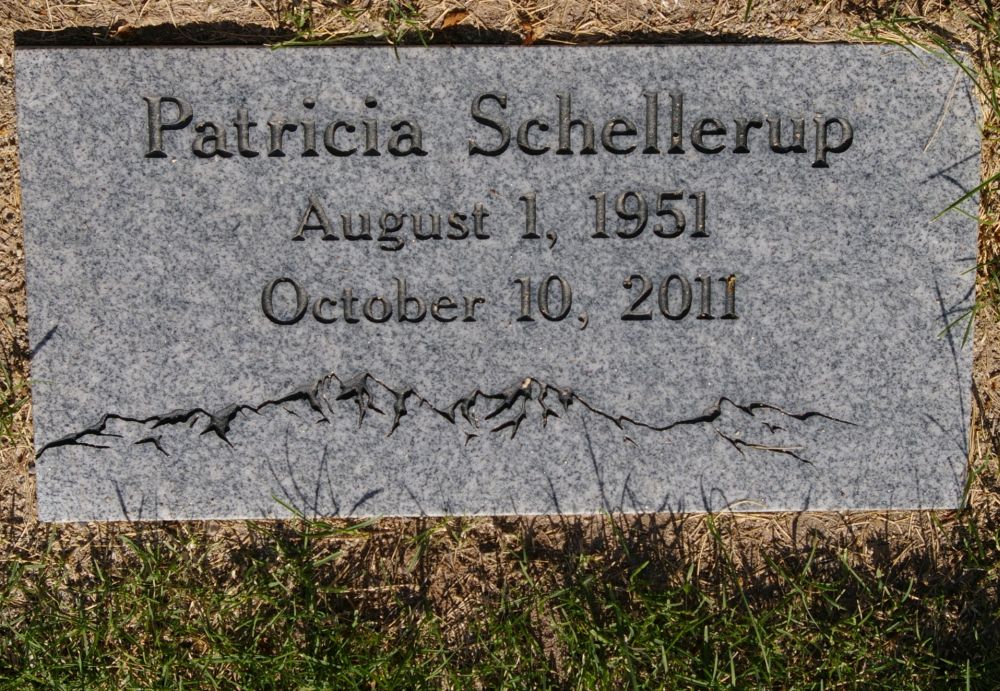 Patricia Schellerup
August 1, 1951
October 10, 2011